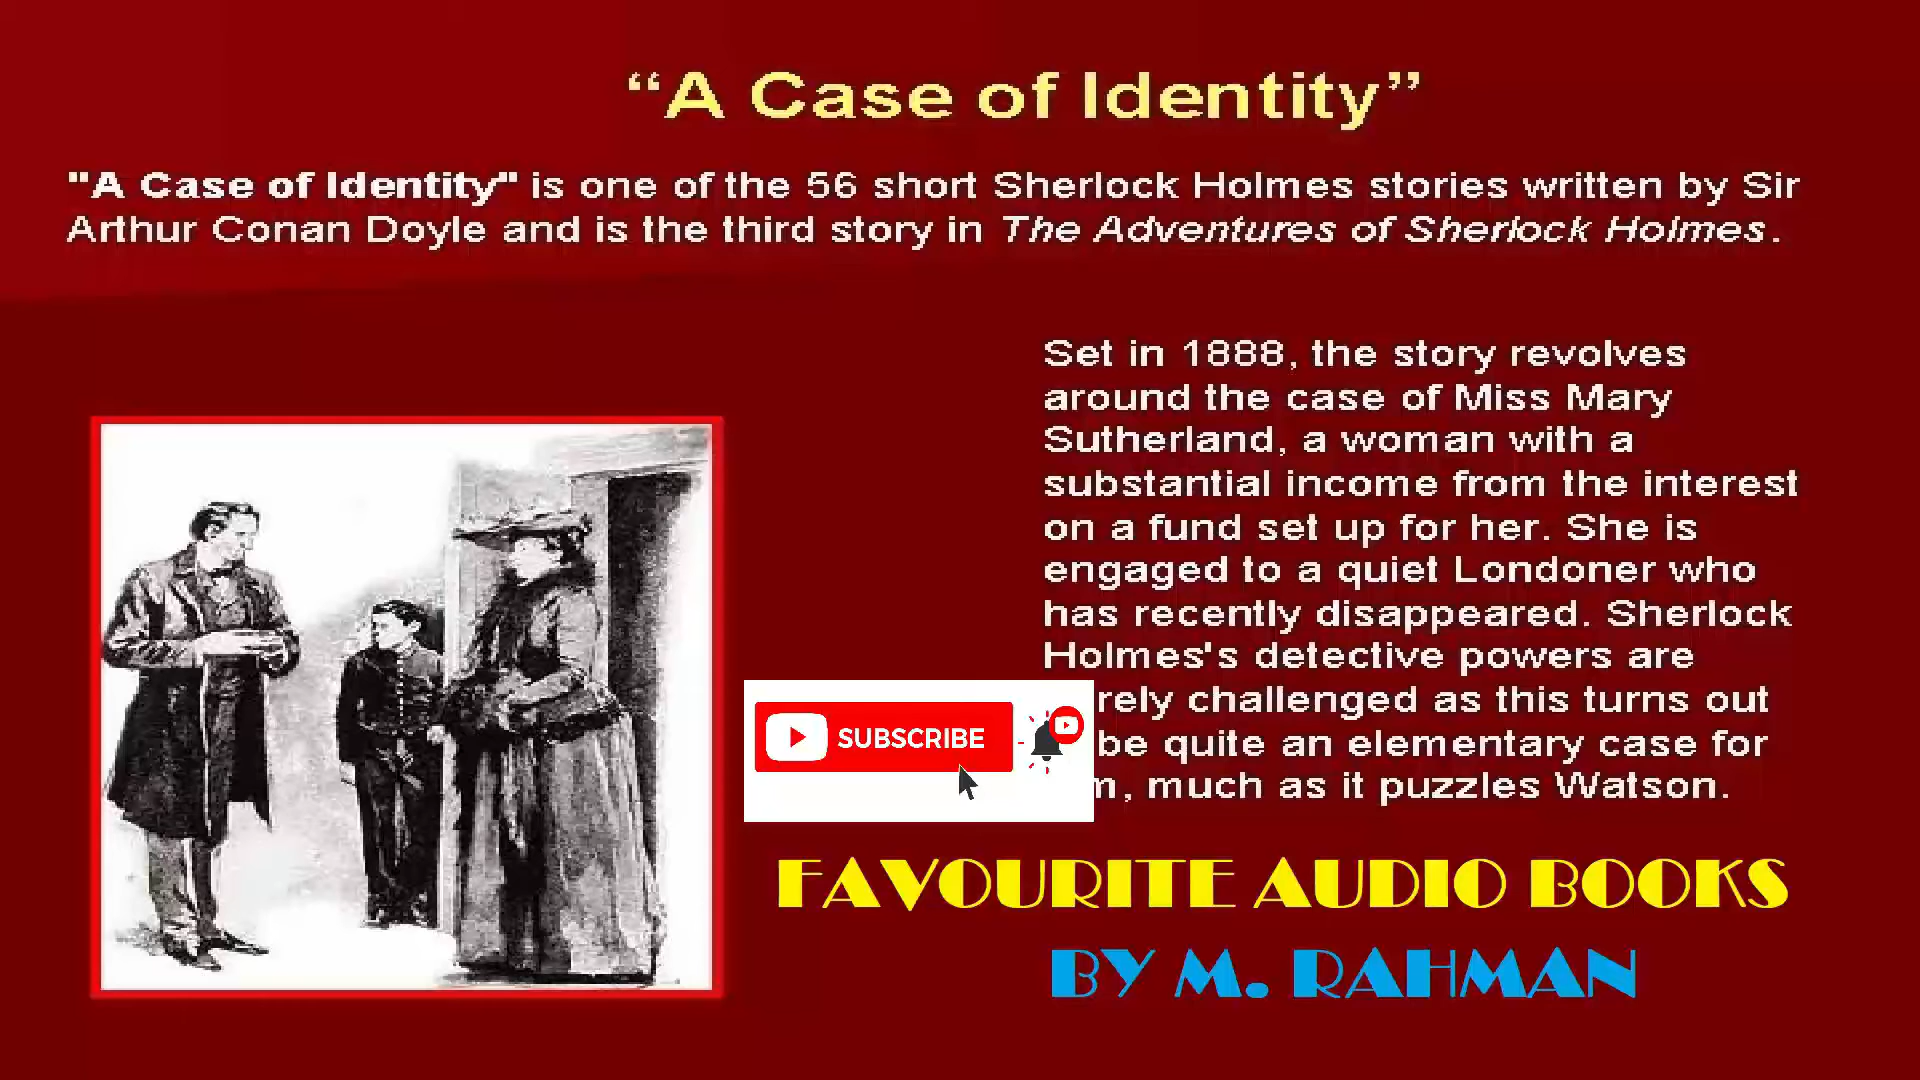 “A Case of Identity”
"A Case of Identity" is one of the 56 short Sherlock Holmes stories written by Sir
Arthur Conan Doyle and is the third story in The Adventures of Sherlock Holmes.
Set in 1888, the story revolves
around the case of Miss Mary
Sutherland, a woman with a
substantial income from the interest
on a fund set up for her. She is
engaged to a quiet Londoner who
has recently disappeared. Sherlock
Holmes's detective powers are
rely challenged as this turns out
be quite an elementary case for
m, much as it puzzles Watson.
SUBSCRIBE
FAVOURITE AUDIO BOOKS
BY M. RAHMAN